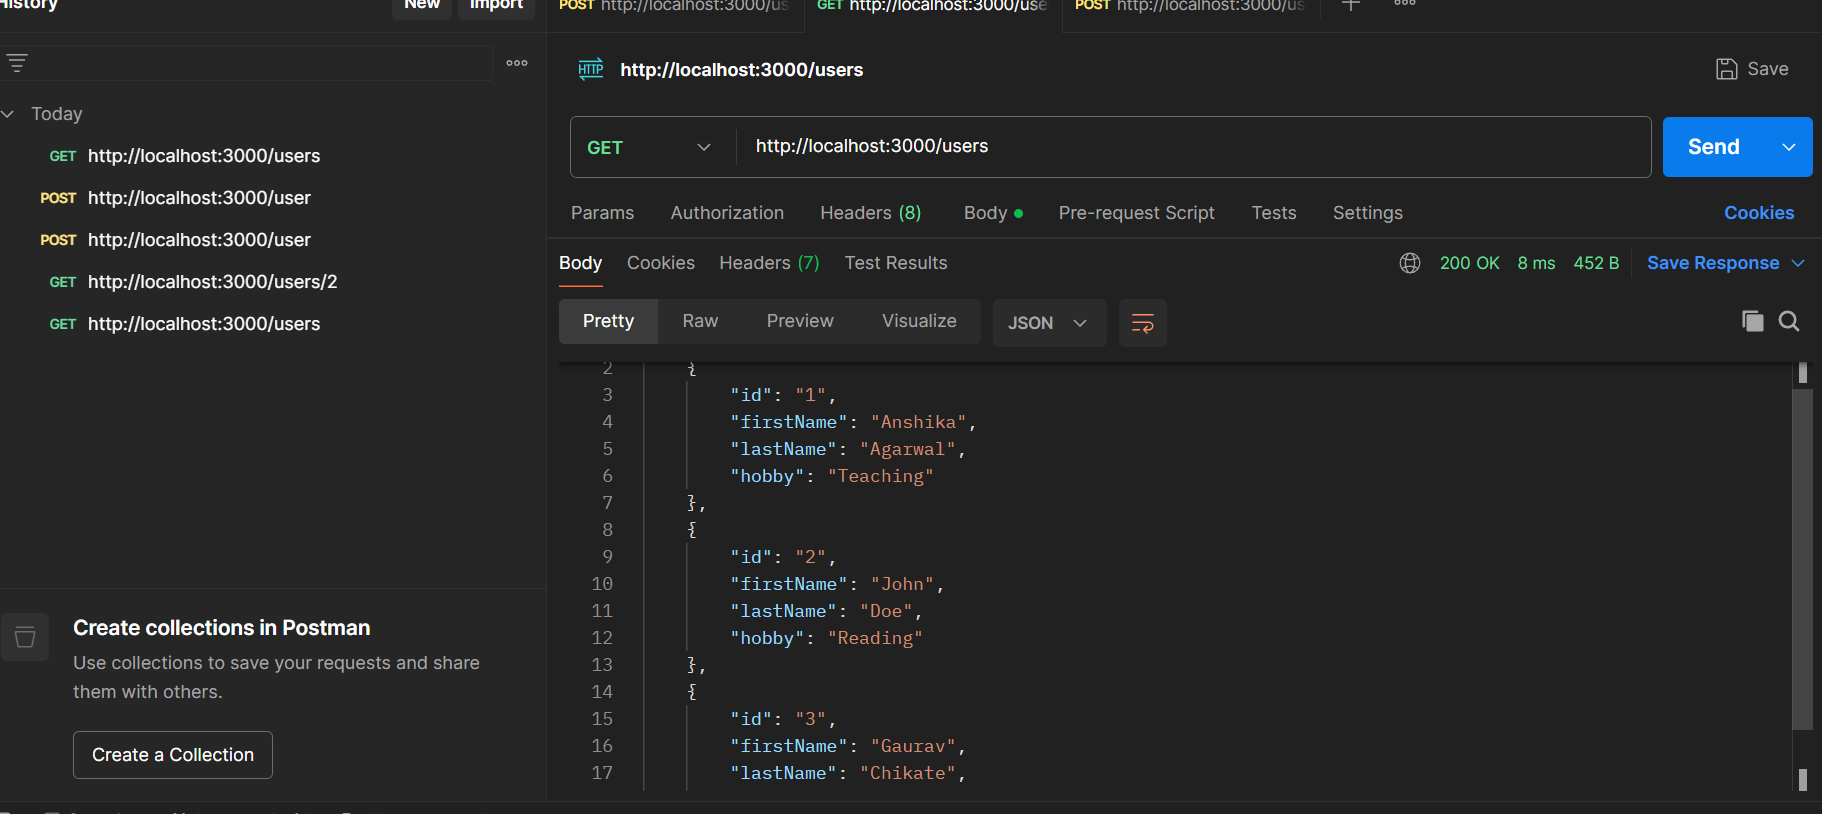 History
New
Import
POST http://localhost:3000/us
GET http://localhost:3000/use
POST http://localhost:3000/us
HTTP
http://localhost:3000/users
Save
Today
GET http://localhost:3000/users
POST http://localhost:3000/user
POST http://localhost:3000/user
GET http://localhost:3000/users/2
GET http://localhost:3000/users
Create collections in Postman
Use collections to save your requests and share
them with others.
Create a Collection
GET
http://localhost:3000/users
Send
Params Authorization Headers (8) Body Pre-request Script Tests Settings Cookies
Body Cookies Headers (7) Test Results 200 OK 8 ms 452 B Save Response
Pretty Raw Preview Visualize JSON
2 {
3 "id": "1",
4 "firstName": "Anshika",
5 "lastName": "Agarwal",
6 "hobby": "Teaching"
7 },
8 {
9 "id": "2",
10 "firstName": "John",
11 "lastName": "Doe",
12 "hobby": "Reading"
13 },
14 {
15 "id": "3",
16 "firstName": "Gaurav",
17 "lastName": "Chikate",